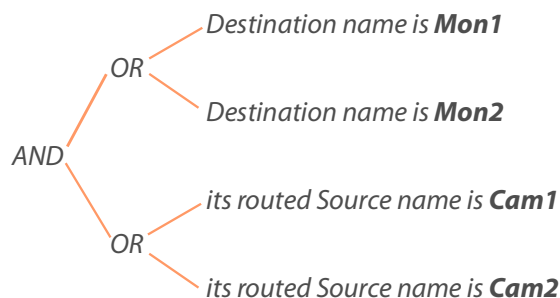 Destination name is Mon1
OR
Destination name is Mon2
AND
its routed Source name is Cam1
OR
its routed Source name is Cam2